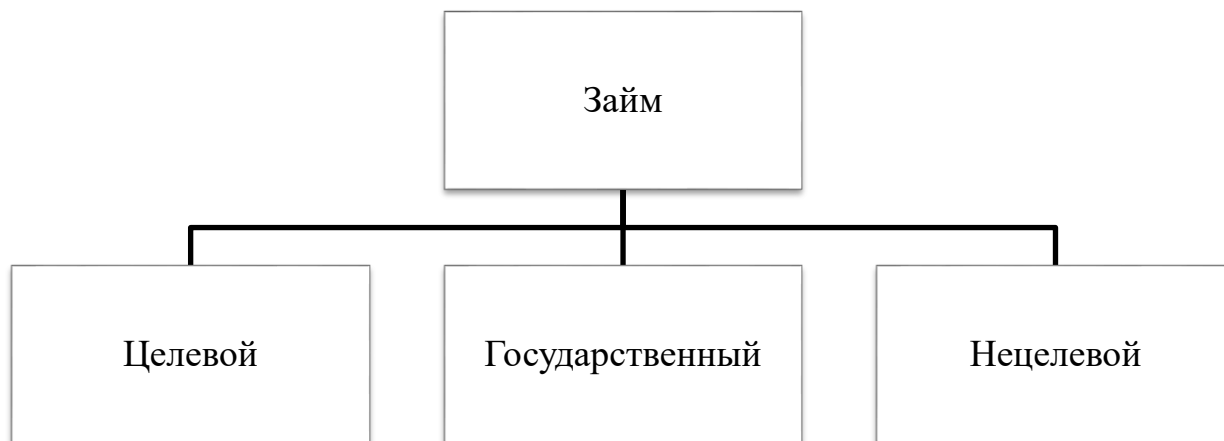 Займ
Целевой
Государственный
Нецелевой